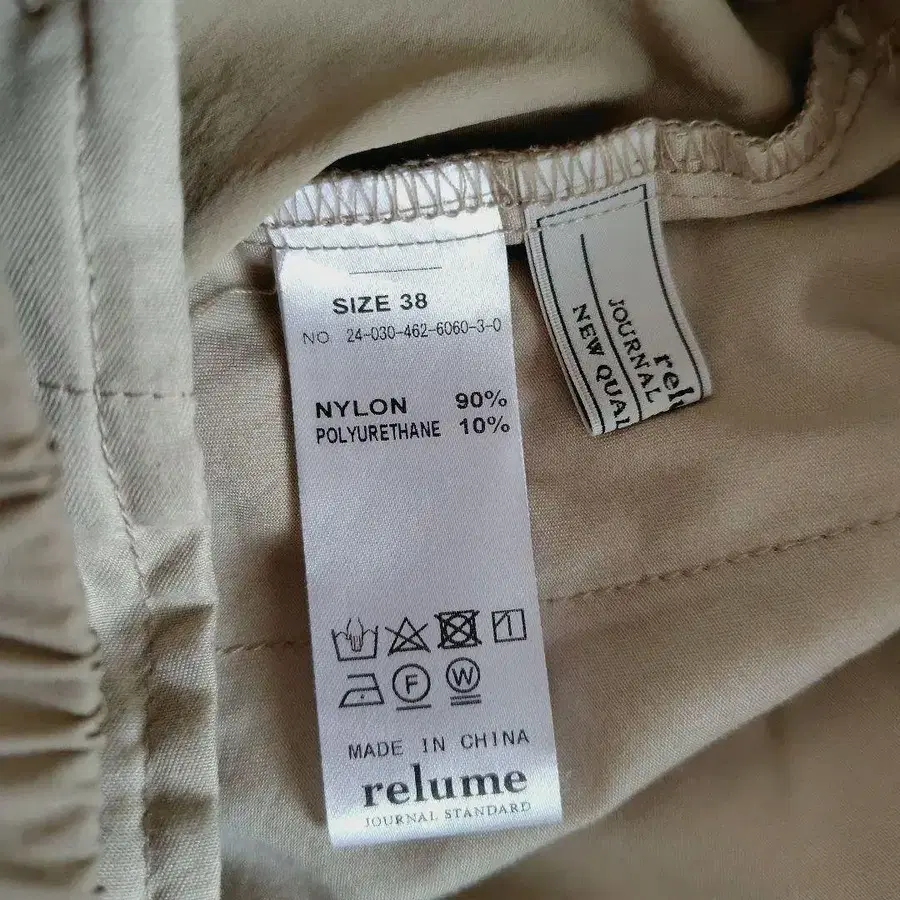 SIZE 38
NO 24-030-462-6060-3-0
NYLON 90%
POLYURETHANE 10%
F
W
MADE IN CHINA
relume
JOURNAL STANDARD
JOURNAL
NEW